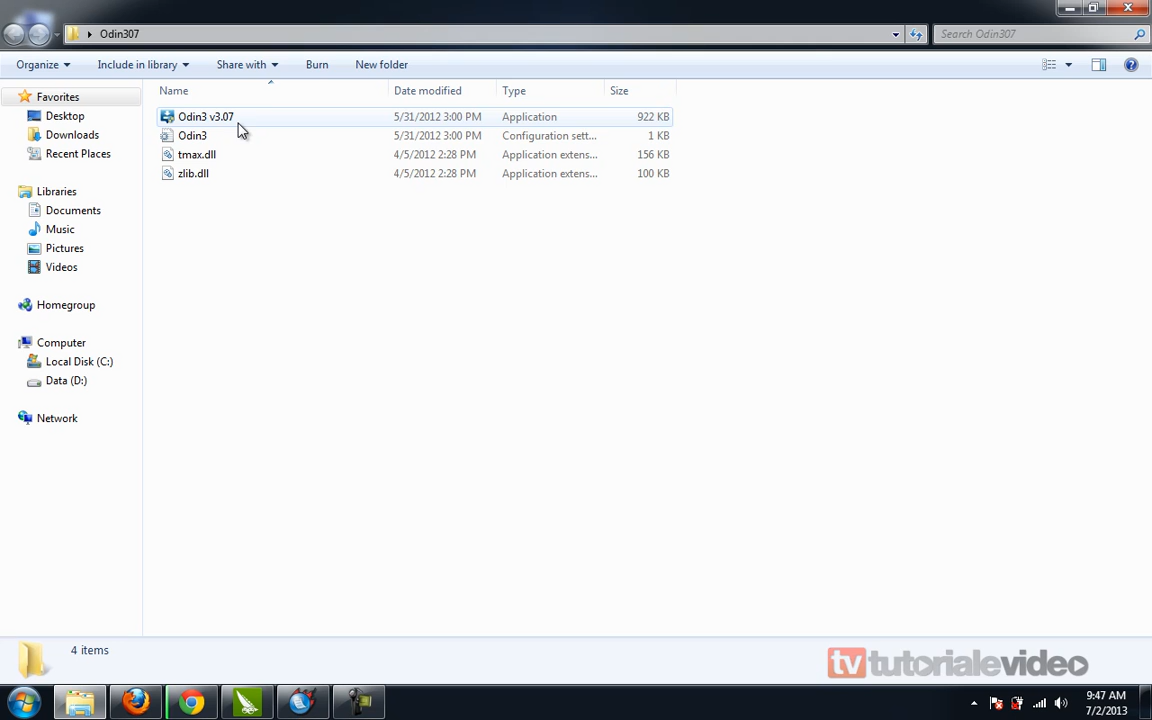 Odin307
Search Odin307
Organize Include in library Share with Burn New folder
Name Date modified Type Size
Favorites
Desktop
Downloads
Recent Places
Libraries
Documents
Music
Pictures
Videos
Homegroup
Computer
Local Disk (C:)
Data (D:)
Network
Odin3 v3.07 5/31/2012 3:00 PM Application 922 KB
Odin3 5/31/2012 3:00 PM Configuration sett... 1 KB
tmax.dll 4/5/2012 2:28 PM Application extens... 156 KB
zlib.dll 4/5/2012 2:28 PM Application extens... 100 KB
4 items
tv tutorialevideo
9:47 AM
7/2/2013